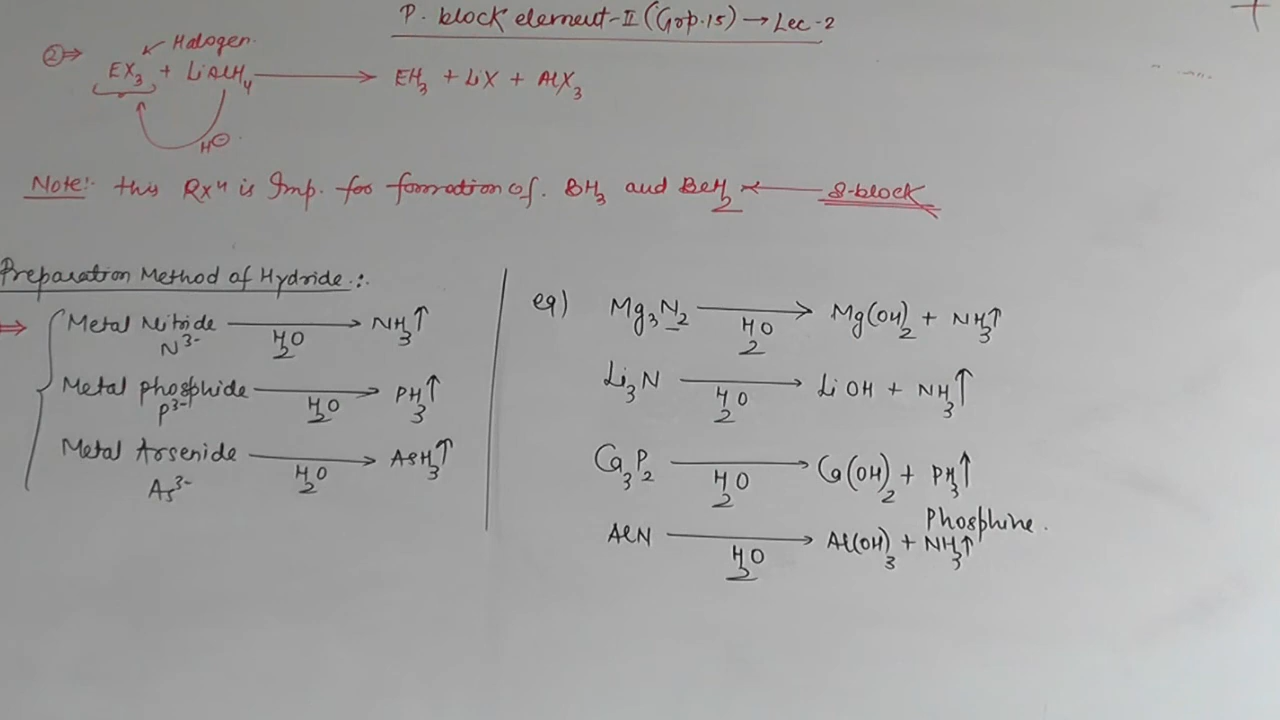 P. block element-II (Grp.15) → Lec-2
② ⇒ Halogen
EX₃ + LiAlH₄ → EH₃ + LiX + AlX₃
H⊖
Note:- this Rxⁿ is Imp. for formation of. BH₃ and BeH₂ ← S-block
Preparation Method of Hydride :.
⇒ Metal Nitride → NH₃↑
N³⁻ H₂O
Metal phosphide → PH₃↑
P³⁻ H₂O
Metal Arsenide → AsH₃↑
As³⁻ H₂O
eg) Mg₃N₂ → Mg(OH)₂ + NH₃↑
H₂O
Li₃N → LiOH + NH₃↑
H₂O
Ca₃P₂ → Ca(OH)₂ + PH₃↑
H₂O
Phosphine.
AlN → Al(OH)₃ + NH₃↑
H₂O